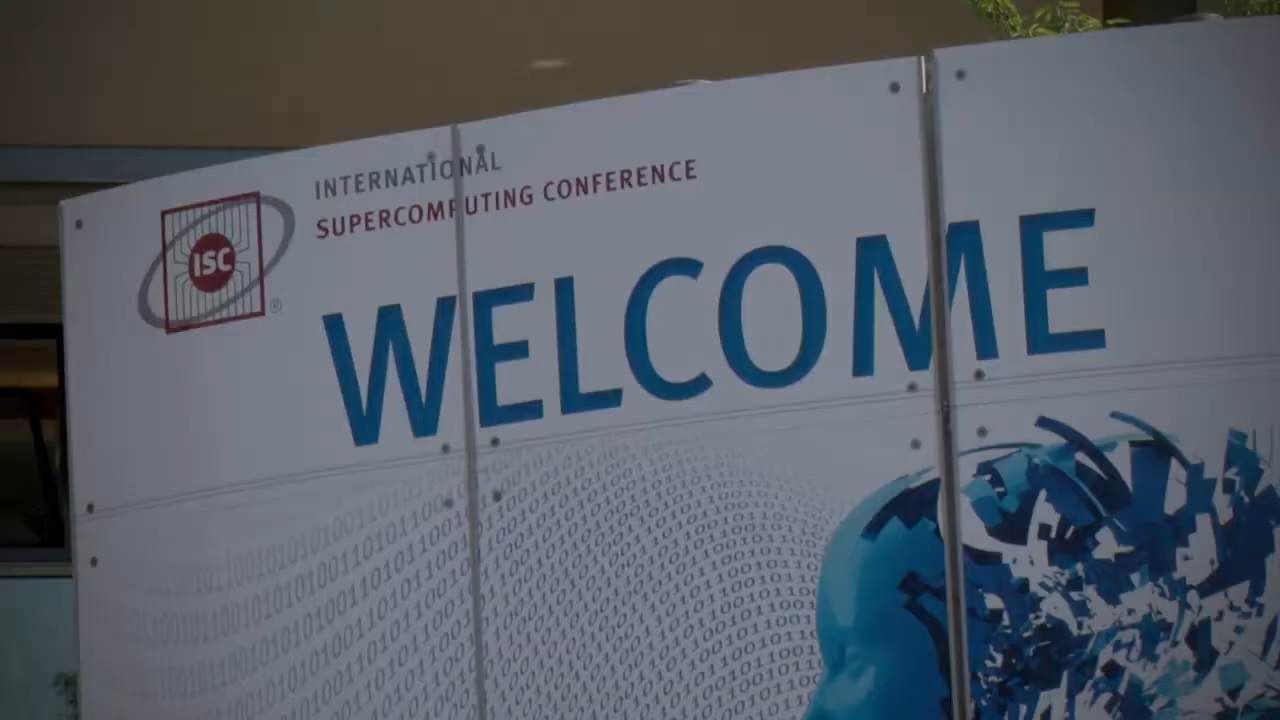 INTERNATIONAL
SUPERCOMPUTING CONFERENCE
ISC
®
WELCOME